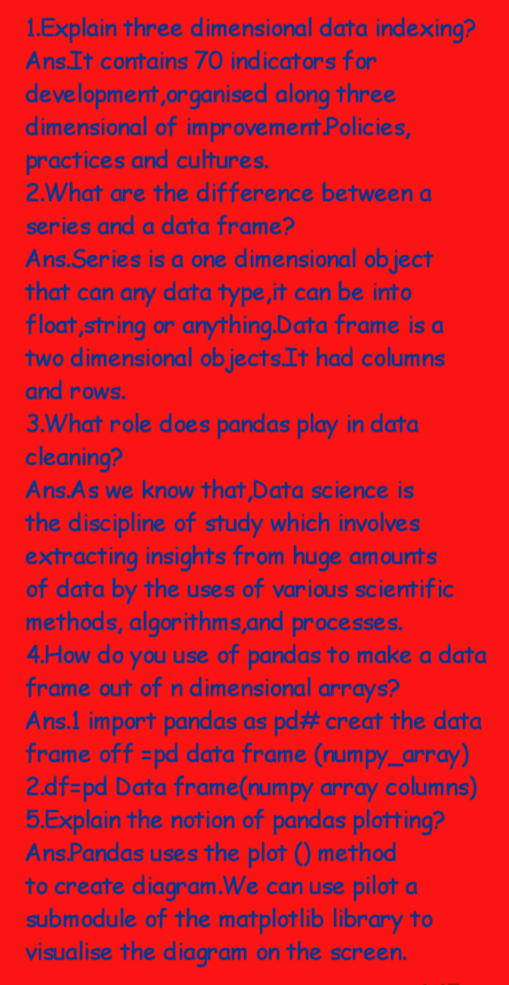 1.Explain three dimensional data indexing?
Ans.It contains 70 indicators for
development,organised along three
dimensional of improvement.Policies,
practices and cultures.
2.What are the difference between a
series and a data frame?
Ans.Series is a one dimensional object
that can any data type,it can be into
float,string or anything.Data frame is a
two dimensional objects.It had columns
and rows.
3.What role does pandas play in data
cleaning?
Ans.As we know that,Data science is
the discipline of study which involves
extracting insights from huge amounts
of data by the uses of various scientific
methods, algorithms,and processes.
4.How do you use of pandas to make a data
frame out of n dimensional arrays?
Ans.1 import pandas as pd# creat the data
frame off =pd data frame (numpy_array)
2.df=pd Data frame(numpy array columns)
5.Explain the notion of pandas plotting?
Ans.Pandas uses the plot () method
to create diagram.We can use pilot a
submodule of the matplotlib library to
visualise the diagram on the screen.